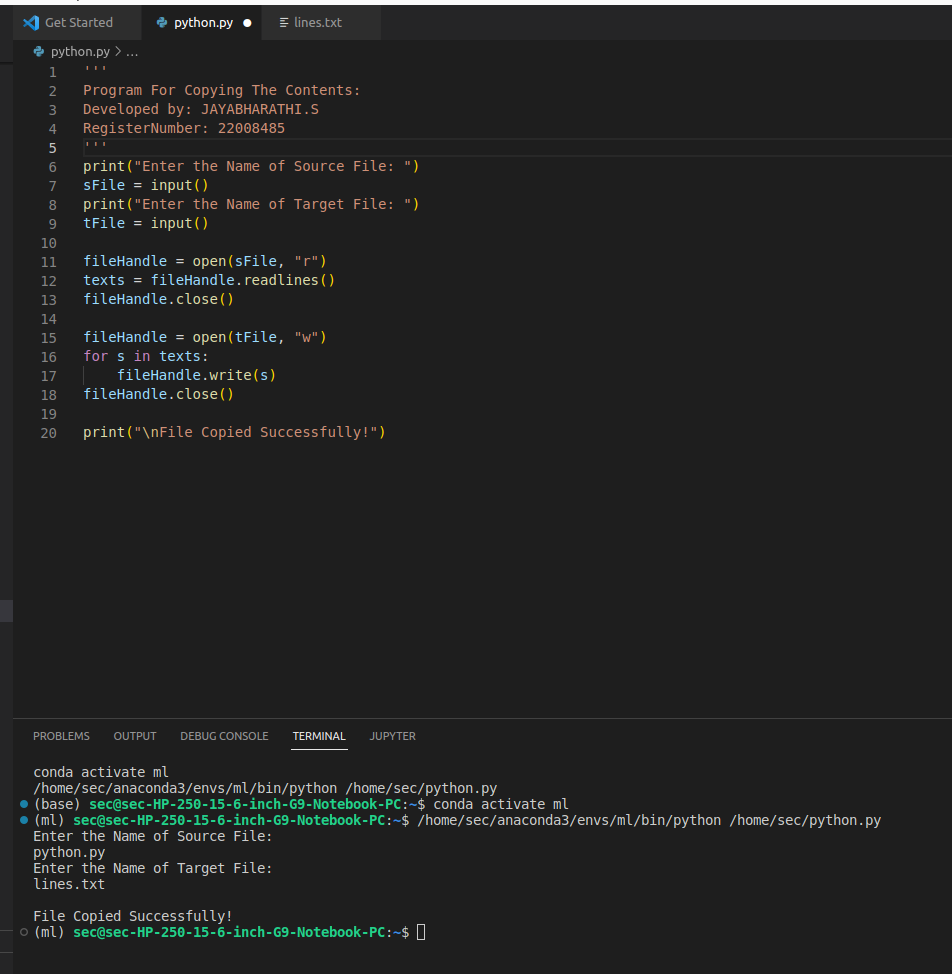 Get Started python.py lines.txt
python.py > ...
1 '''
2 Program For Copying The Contents:
3 Developed by: JAYABHARATHI.S
4 RegisterNumber: 22008485
5 '''
6 print("Enter the Name of Source File: ")
7 sFile = input()
8 print("Enter the Name of Target File: ")
9 tFile = input()
10
11 fileHandle = open(sFile, "r")
12 texts = fileHandle.readlines()
13 fileHandle.close()
14
15 fileHandle = open(tFile, "w")
16 for s in texts:
17     fileHandle.write(s)
18 fileHandle.close()
19
20 print("\nFile Copied Successfully!")
PROBLEMS OUTPUT DEBUG CONSOLE TERMINAL JUPYTER
conda activate ml
/home/sec/anaconda3/envs/ml/bin/python /home/sec/python.py
(base) sec@sec-HP-250-15-6-inch-G9-Notebook-PC:~$ conda activate ml
(ml) sec@sec-HP-250-15-6-inch-G9-Notebook-PC:~$ /home/sec/anaconda3/envs/ml/bin/python /home/sec/python.py
Enter the Name of Source File:
python.py
Enter the Name of Target File:
lines.txt
File Copied Successfully!
(ml) sec@sec-HP-250-15-6-inch-G9-Notebook-PC:~$